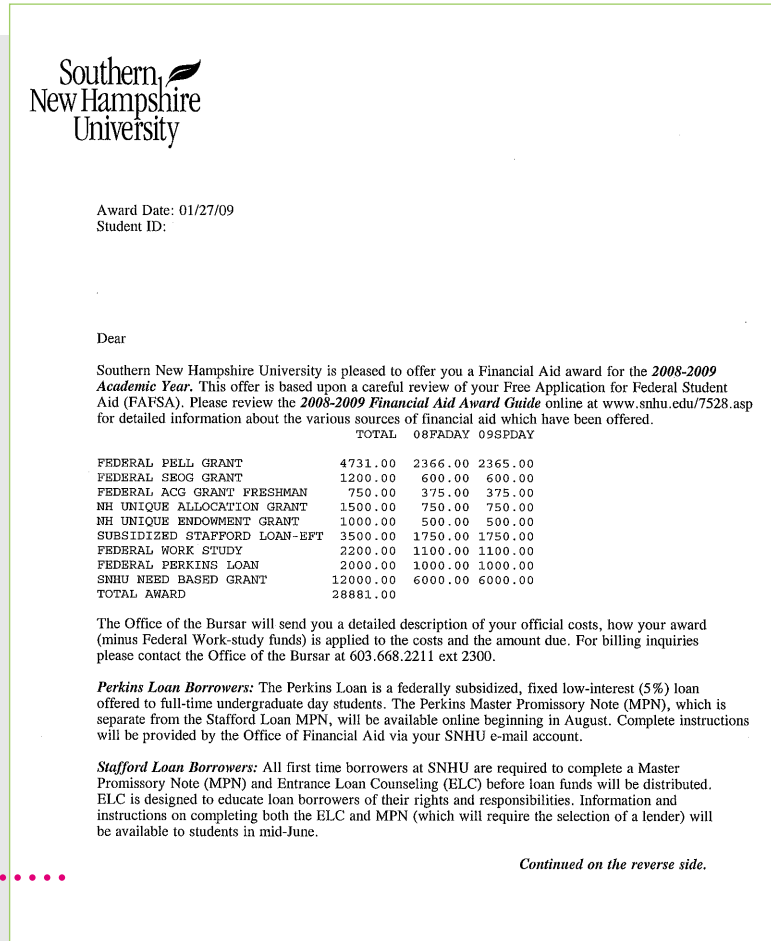 Southern
New Hampshire
University
Award Date: 01/27/09
Student ID:
Dear
Southern New Hampshire University is pleased to offer you a Financial Aid award for the 2008-2009
Academic Year. This offer is based upon a careful review of your Free Application for Federal Student
Aid (FAFSA). Please review the 2008-2009 Financial Aid Award Guide online at www.snhu.edu/7528.asp
for detailed information about the various sources of financial aid which have been offered.
TOTAL 08FADAY 09SPDAY
FEDERAL PELL GRANT 4731.00 2366.00 2365.00
FEDERAL SEOG GRANT 1200.00 600.00 600.00
FEDERAL ACG GRANT FRESHMAN 750.00 375.00 375.00
NH UNIQUE ALLOCATION GRANT 1500.00 750.00 750.00
NH UNIQUE ENDOWMENT GRANT 1000.00 500.00 500.00
SUBSIDIZED STAFFORD LOAN-EFT 3500.00 1750.00 1750.00
FEDERAL WORK STUDY 2200.00 1100.00 1100.00
FEDERAL PERKINS LOAN 2000.00 1000.00 1000.00
SNHU NEED BASED GRANT 12000.00 6000.00 6000.00
TOTAL AWARD 28881.00
The Office of the Bursar will send you a detailed description of your official costs, how your award
(minus Federal Work-study funds) is applied to the costs and the amount due. For billing inquiries
please contact the Office of the Bursar at 603.668.2211 ext 2300.
Perkins Loan Borrowers: The Perkins Loan is a federally subsidized, fixed low-interest (5%) loan
offered to full-time undergraduate day students. The Perkins Master Promissory Note (MPN), which is
separate from the Stafford Loan MPN, will be available online beginning in August. Complete instructions
will be provided by the Office of Financial Aid via your SNHU e-mail account.
Stafford Loan Borrowers: All first time borrowers at SNHU are required to complete a Master
Promissory Note (MPN) and Entrance Loan Counseling (ELC) before loan funds will be distributed.
ELC is designed to educate loan borrowers of their rights and responsibilities. Information and
instructions on completing both the ELC and MPN (which will require the selection of a lender) will
be available to students in mid-June.
Continued on the reverse side.